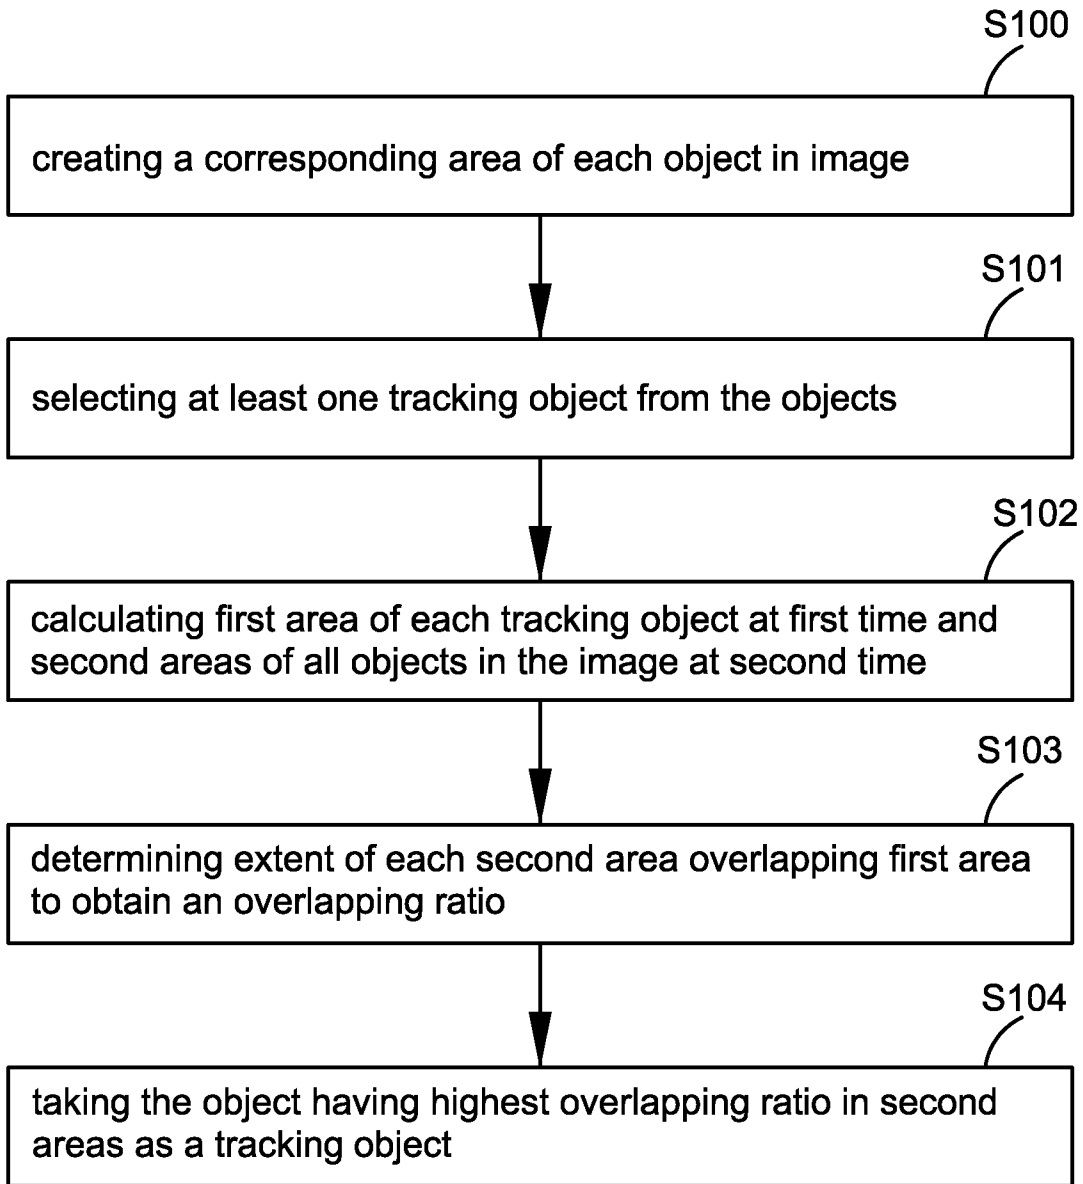 S100
creating a corresponding area of each object in image
S101
selecting at least one tracking object from the objects
S102
calculating first area of each tracking object at first time and
second areas of all objects in the image at second time
S103
determining extent of each second area overlapping first area
to obtain an overlapping ratio
S104
taking the object having highest overlapping ratio in second
areas as a tracking object